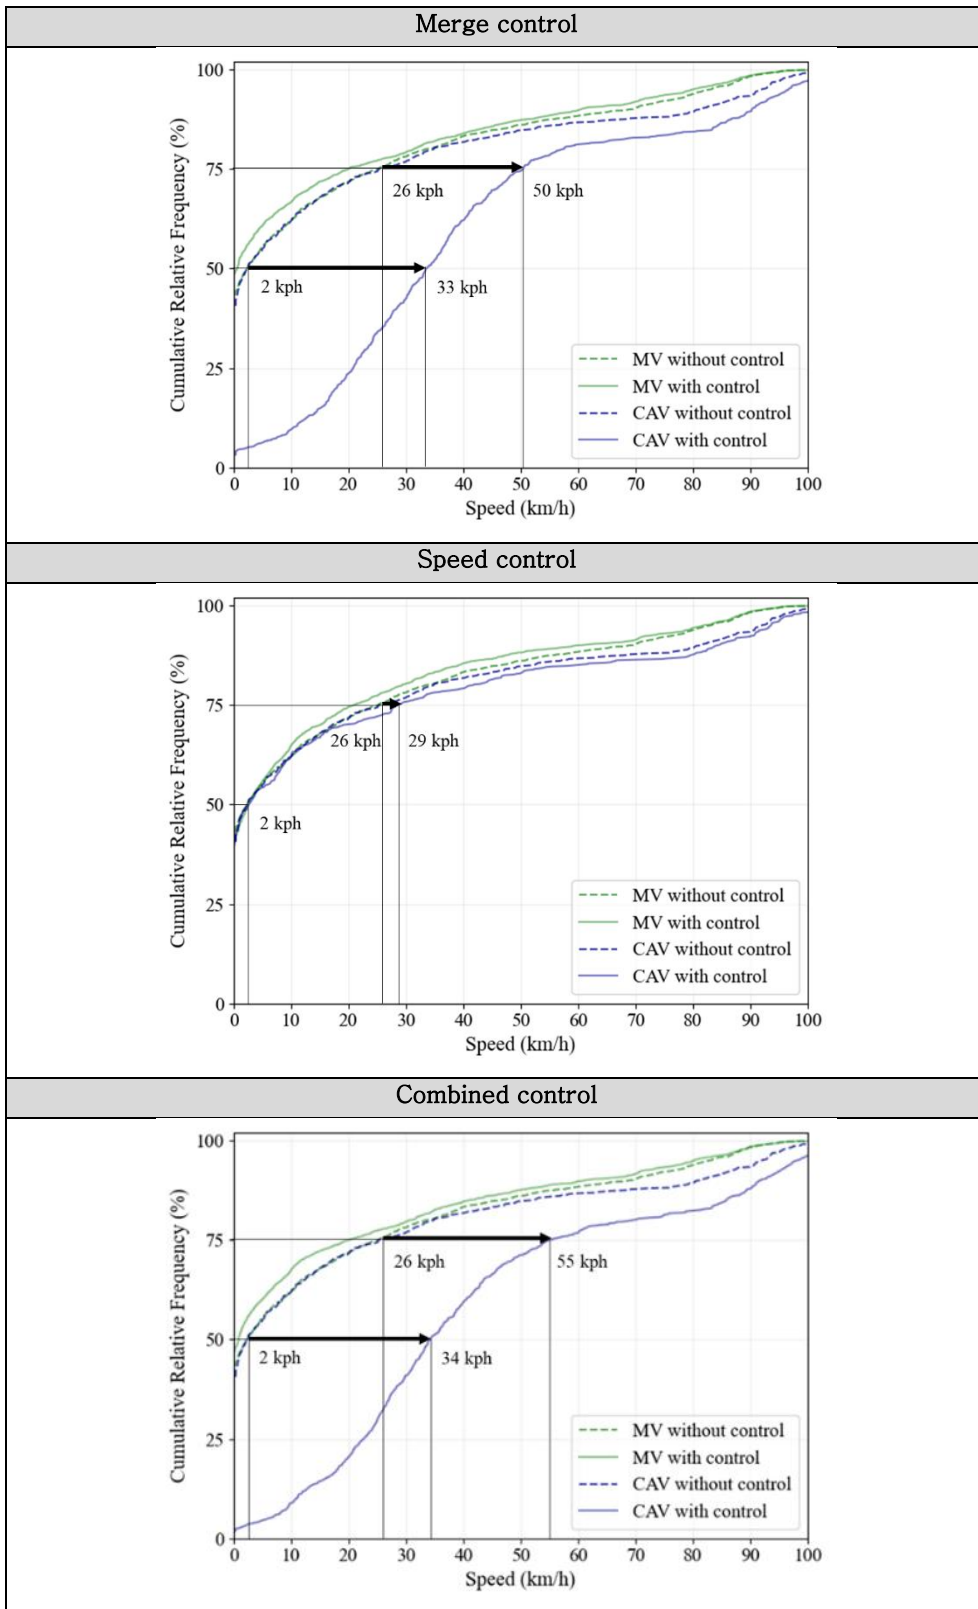 Merge control
Cumulative Relative Frequency (%)
100
75
50
25
0
26 kph
50 kph
2 kph
33 kph
MV without control
MV with control
CAV without control
CAV with control
0 10 20 30 40 50 60 70 80 90 100
Speed (km/h)
Speed control
Cumulative Relative Frequency (%)
100
75
50
25
0
26 kph
29 kph
2 kph
MV without control
MV with control
CAV without control
CAV with control
0 10 20 30 40 50 60 70 80 90 100
Speed (km/h)
Combined control
Cumulative Relative Frequency (%)
100
75
50
25
0
26 kph
55 kph
2 kph
34 kph
MV without control
MV with control
CAV without control
CAV with control
0 10 20 30 40 50 60 70 80 90 100
Speed (km/h)